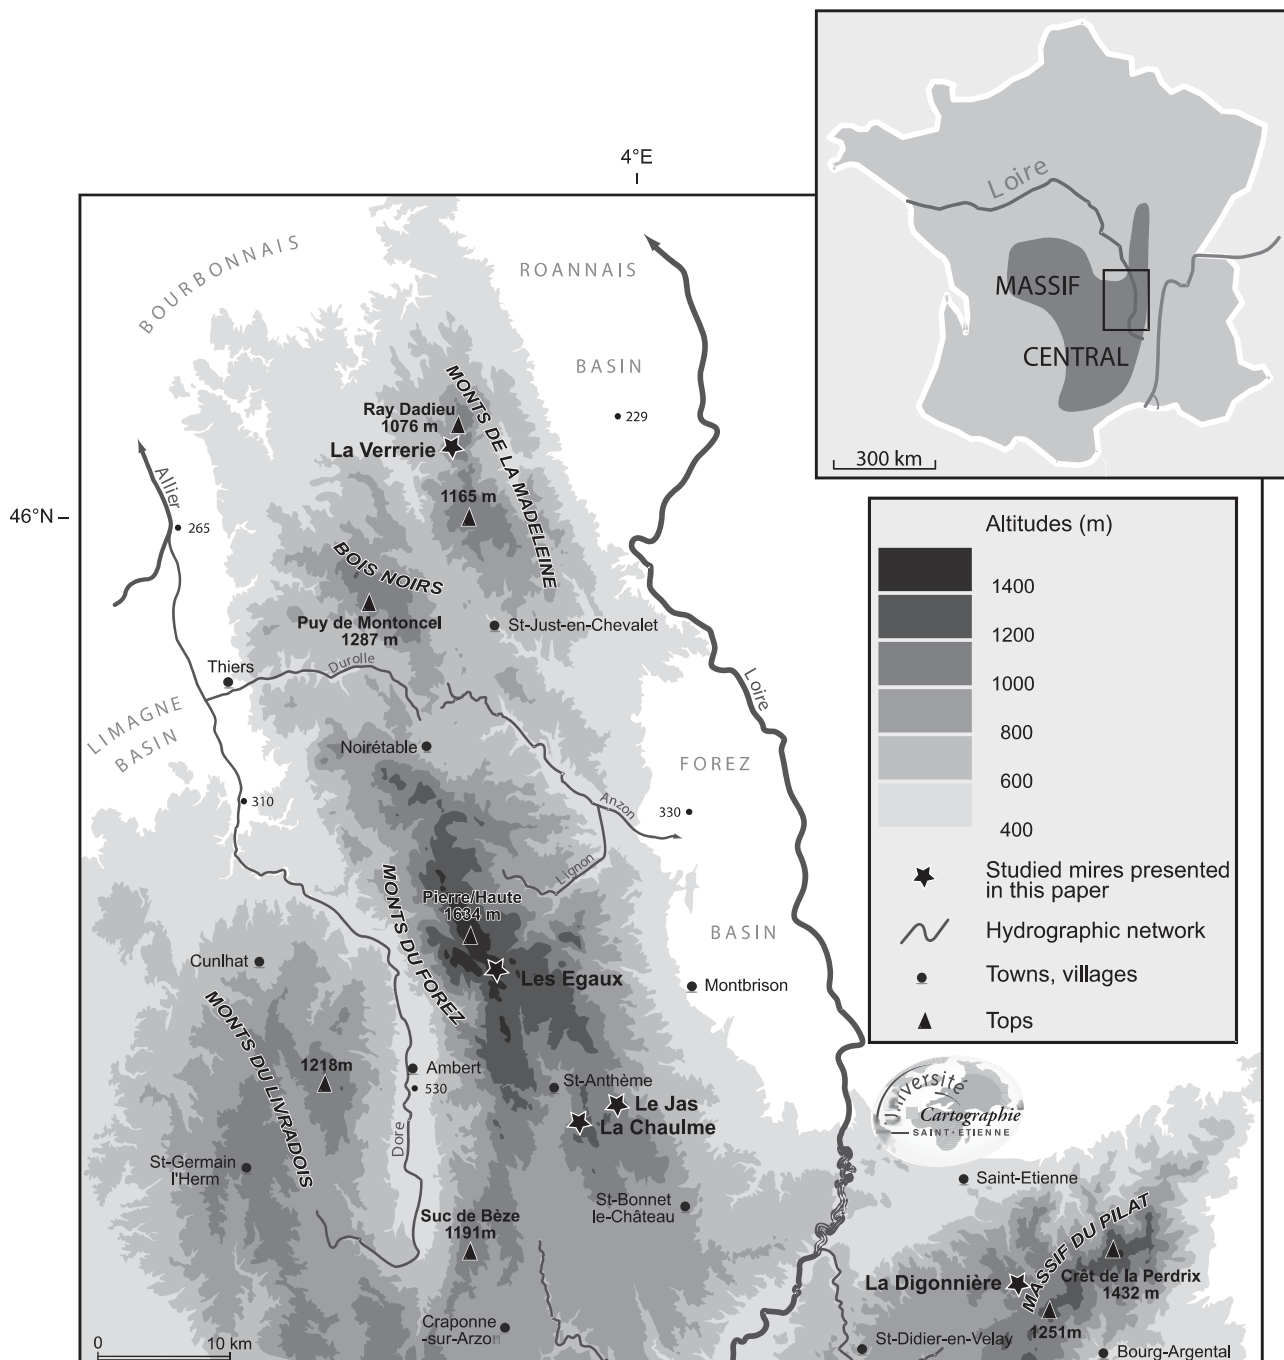 4°E
46°N
Loire
MASSIF
CENTRAL
300 km
BOURBONNAIS
ROANNAIS
BASIN
229
MONTS DE LA MADELEINE
Ray Dadieu
1076 m
La Verrerie
1165 m
Allier
265
BOIS NOIRS
Puy de Montoncel
1287 m
St-Just-en-Chevalet
Thiers
Durolle
Loire
LIMAGNE
BASIN
Noirétable
FOREZ
310
Anzon
330
Lignon
MONTS DU FOREZ
Pierre/Haute
1634 m
BASIN
Cunlhat
Les Egaux
Montbrison
MONTS DU LIVRADOIS
1218m
Ambert
530
St-Anthème
Le Jas
La Chaulme
Dore
St-Germain
l'Herm
St-Bonnet
le-Château
Suc de Bèze
1191m
Saint-Etienne
MASSIF DU PILAT
La Digonnière
Crêt de la Perdrix
1432 m
1251m
Craponne
-sur-Arzon
St-Didier-en-Velay
Bourg-Argental
0 10 km
Altitudes (m)
1400
1200
1000
800
600
400
Studied mires presented
in this paper
Hydrographic network
Towns, villages
Tops
Université
Cartographie
SAINT-ETIENNE